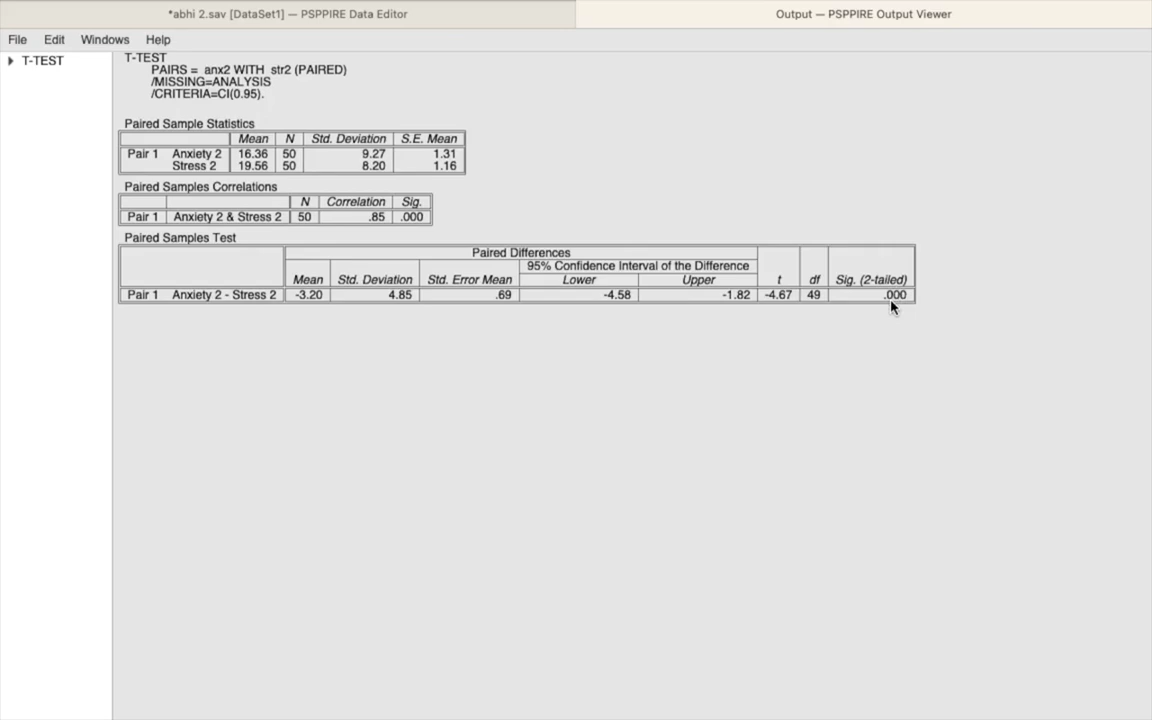 *abhi 2.sav [DataSet1] — PSPPIRE Data Editor
Output — PSPPIRE Output Viewer
File Edit Windows Help
T-TEST
T-TEST
PAIRS = anx2 WITH str2 (PAIRED)
/MISSING=ANALYSIS
/CRITERIA=CI(0.95).
Paired Sample Statistics
Mean N Std. Deviation S.E. Mean
Pair 1 Anxiety 2 16.36 50 9.27 1.31
Stress 2 19.56 50 8.20 1.16
Paired Samples Correlations
N Correlation Sig.
Pair 1 Anxiety 2 & Stress 2 50 .85 .000
Paired Samples Test
Paired Differences
95% Confidence Interval of the Difference
Mean Std. Deviation Std. Error Mean Lower Upper t df Sig. (2-tailed)
Pair 1 Anxiety 2 - Stress 2 -3.20 4.85 .69 -4.58 -1.82 -4.67 49 .000